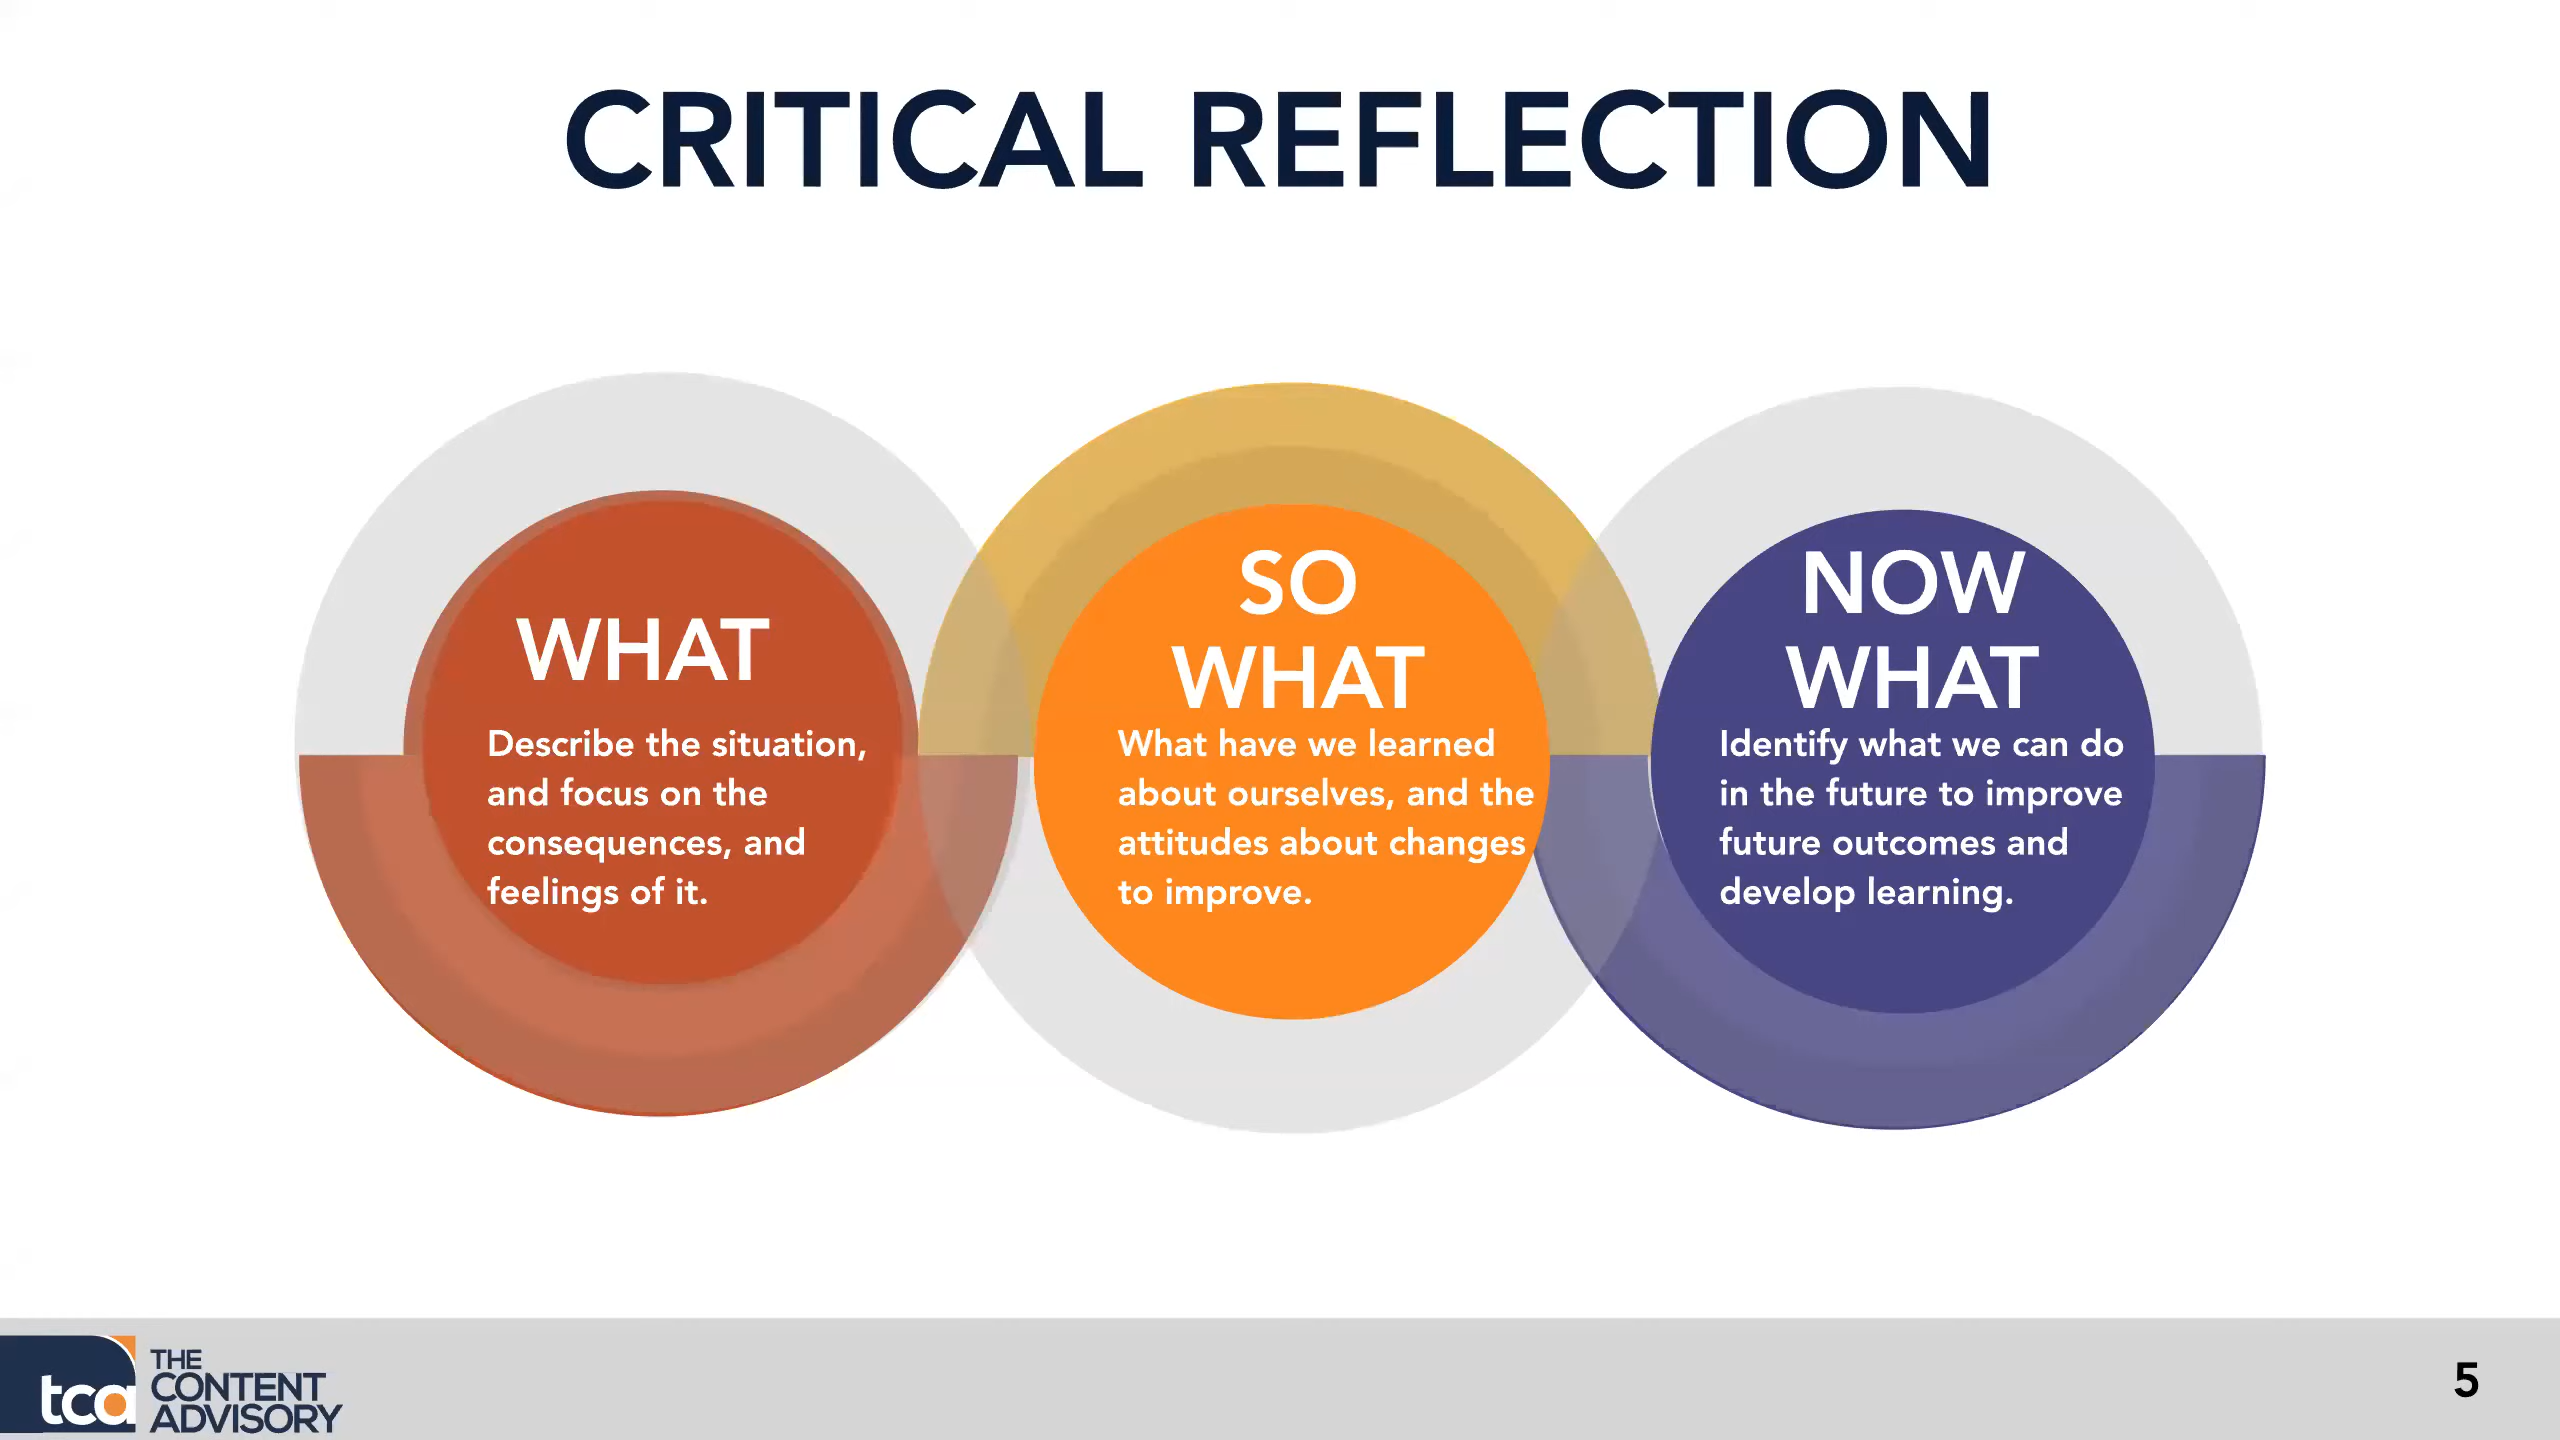 CRITICAL REFLECTION
WHAT
Describe the situation,
and focus on the
consequences, and
feelings of it.
SO
WHAT
What have we learned
about ourselves, and the
attitudes about changes
to improve.
NOW
WHAT
Identify what we can do
in the future to improve
future outcomes and
develop learning.
tca
THE
CONTENT
ADVISORY
5